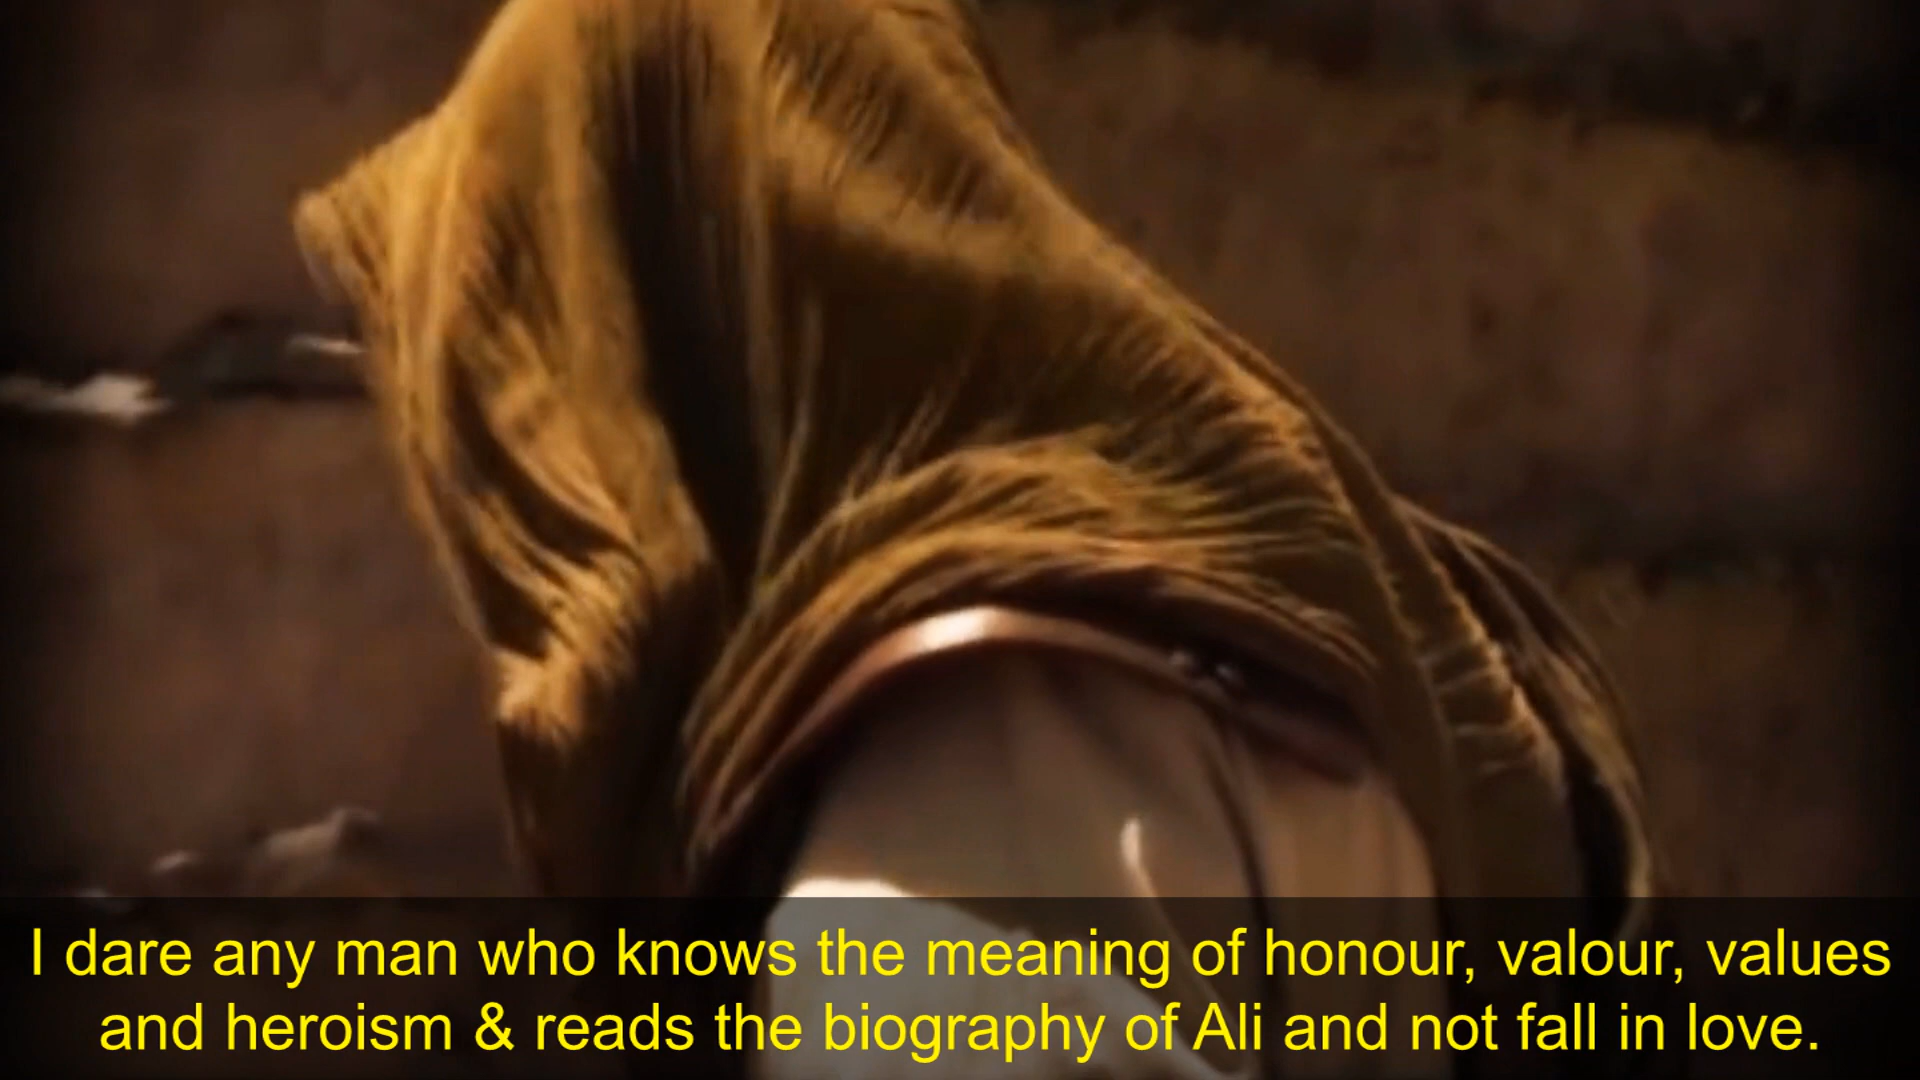 I dare any man who knows the meaning of honour, valour, values
and heroism & reads the biography of Ali and not fall in love.